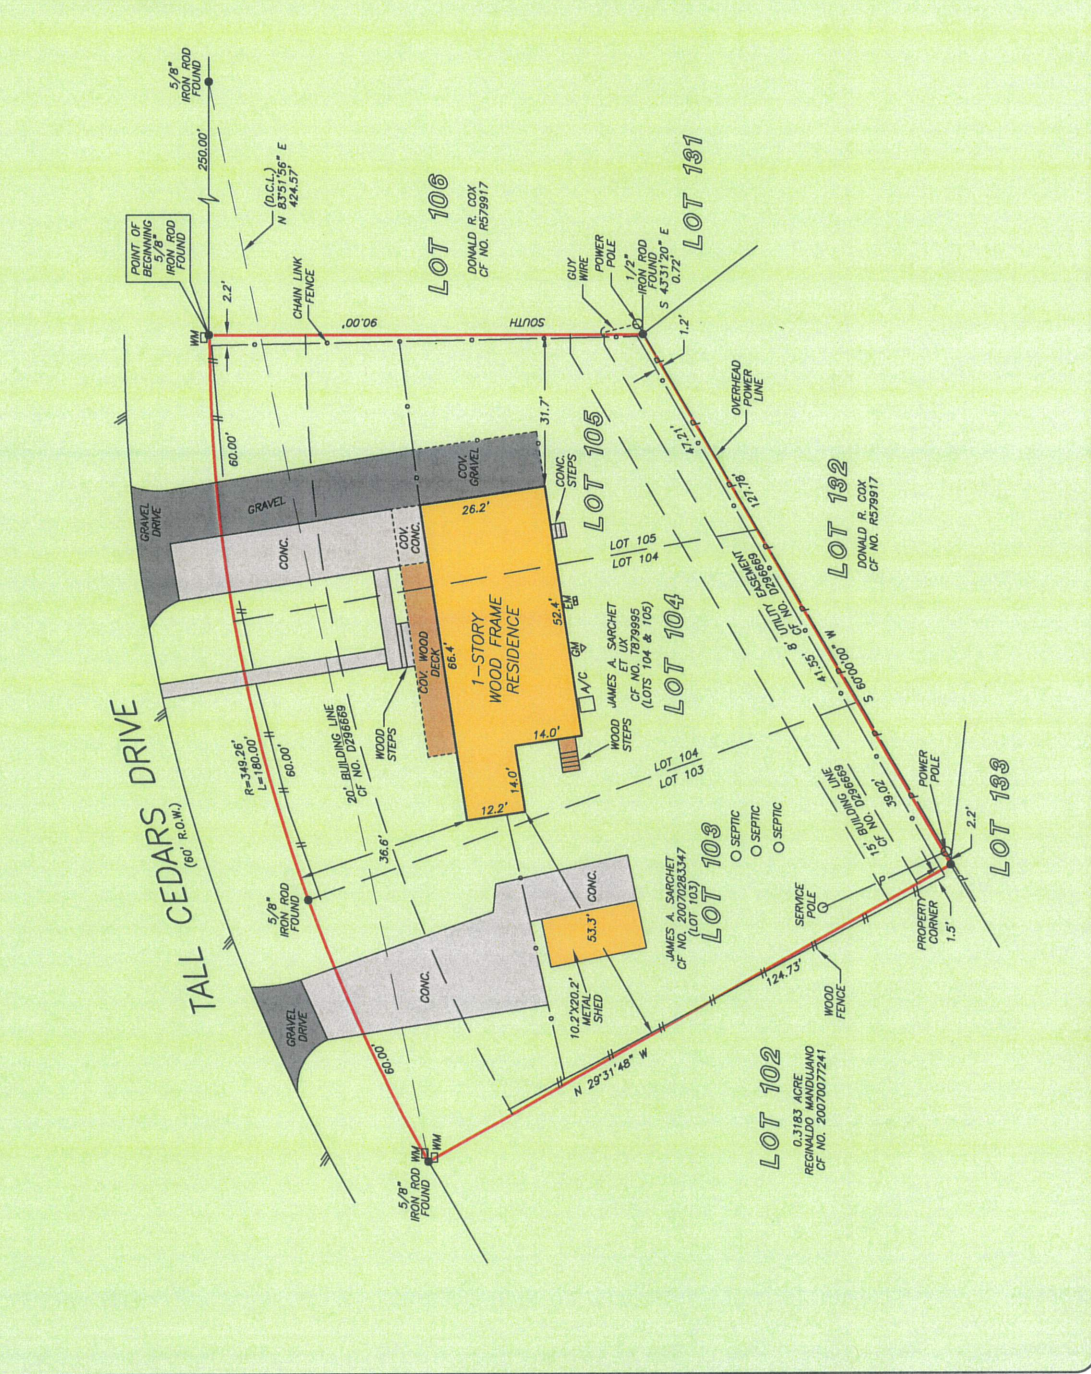 TALL CEDARS DRIVE
(60' R.O.W.)
5/8"
IRON ROD
FOUND
250.00'
POINT OF
BEGINNING
5/8"
IRON ROD
FOUND
(D.C.L.)
N 83°51'56" E
424.57'
2.2'
WM
CHAIN LINK
FENCE
LOT 106
DONALD R. COX
CF NO. R579917
SOUTH
90.00'
GUY
WIRE
POWER
POLE
1/2"
IRON ROD
FOUND
S 43°31'20" E
0.72'
LOT 131
1.2'
60.00'
GRAVEL
DRIVE
GRAVEL
COV.
GRAVEL
CONC.
COV.
CONC.
31.7'
CONC.
STEPS
LOT 105
26.2'
LOT 105
LOT 104
OVERHEAD
POWER
LINE
47.21'
127.78'
LOT 132
DONALD R. COX
CF NO. R579917
R=349.26'
L=180.00'
60.00'
20' BUILDING LINE
CF NO. D296669
WOOD
STEPS
COV. WOOD
DECK
66.4'
1-STORY
WOOD FRAME
RESIDENCE
52.4'
EM
GM
A/C
14.0'
14.0'
12.2'
WOOD
STEPS
JAMES A. SARCHET
ET UX
CF NO. T879995
(LOTS 104 & 105)
LOT 104
8' UTILITY EASEMENT
CF NO. D296669
41.55'
S 60°00'00" W
LOT 104
LOT 103
36.6'
5/8"
IRON ROD
FOUND
15' BUILDING LINE
CF NO. D296669
39.02'
POWER
POLE
2.2'
LOT 133
SEPTIC
SEPTIC
SEPTIC
LOT 103
JAMES A. SARCHET
CF NO. 20070283347
(LOT 103)
CONC.
53.3'
10.2'X20.2'
METAL
SHED
SERVICE
POLE
PROPERTY
CORNER
1.5'
CONC.
GRAVEL
DRIVE
60.00'
124.73'
WOOD
FENCE
N 29°31'48" W
WM
WM
5/8"
IRON ROD
FOUND
LOT 102
0.3183 ACRE
REGINALDO MANDUJANO
CF NO. 20070077241